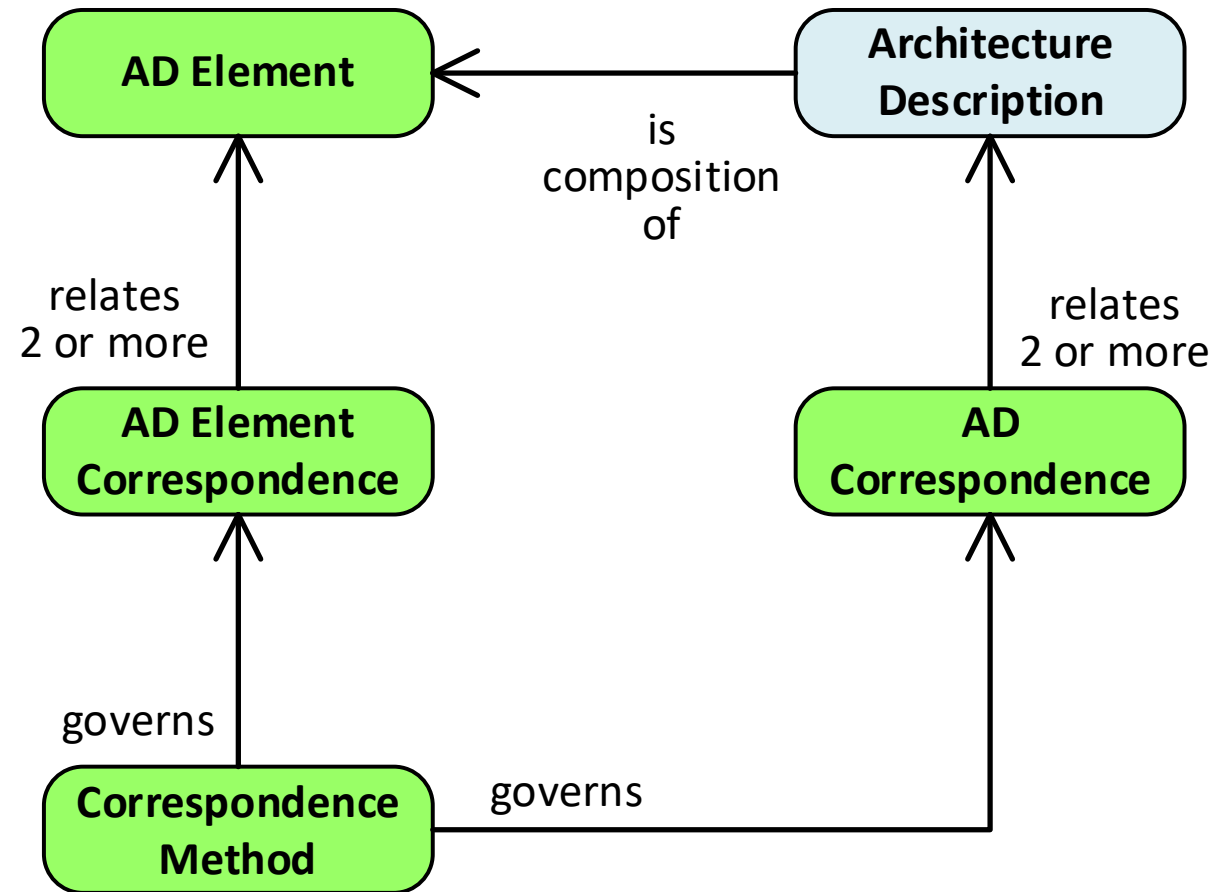 AD Element
Architecture
Description
is
composition
of
relates
2 or more
relates
2 or more
AD Element
Correspondence
AD
Correspondence
governs
Correspondence
Method
governs